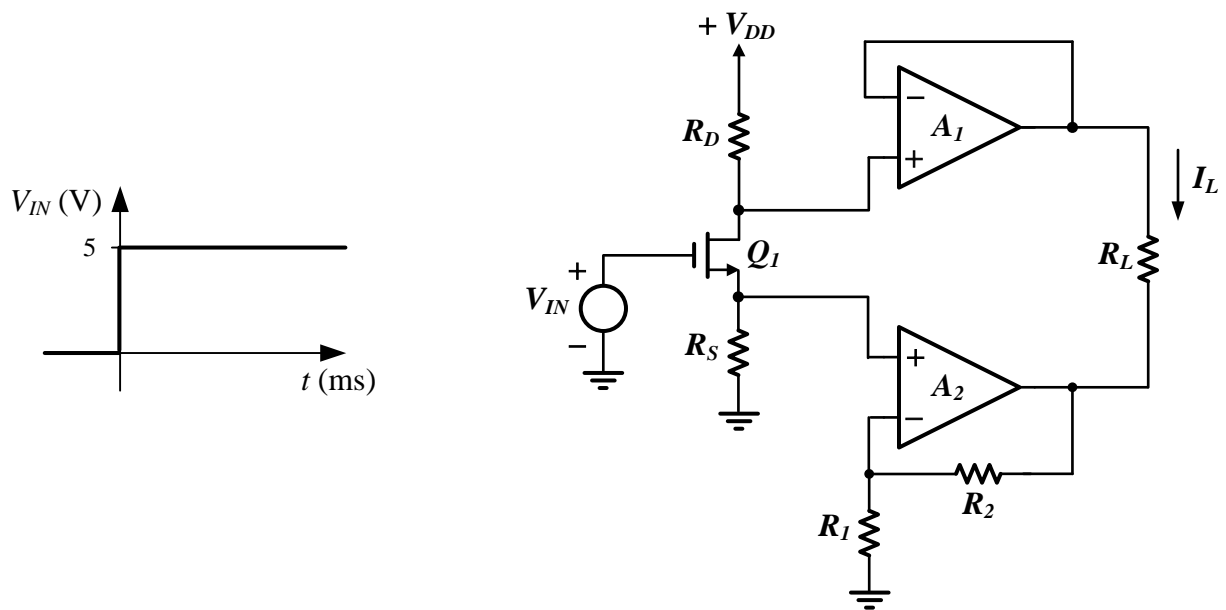 V_IN (V)
5
t (ms)
+ V_DD
R_D
Q_1
+
V_IN
−
R_S
−
A_1
+
I_L
R_L
+
A_2
−
R_2
R_1